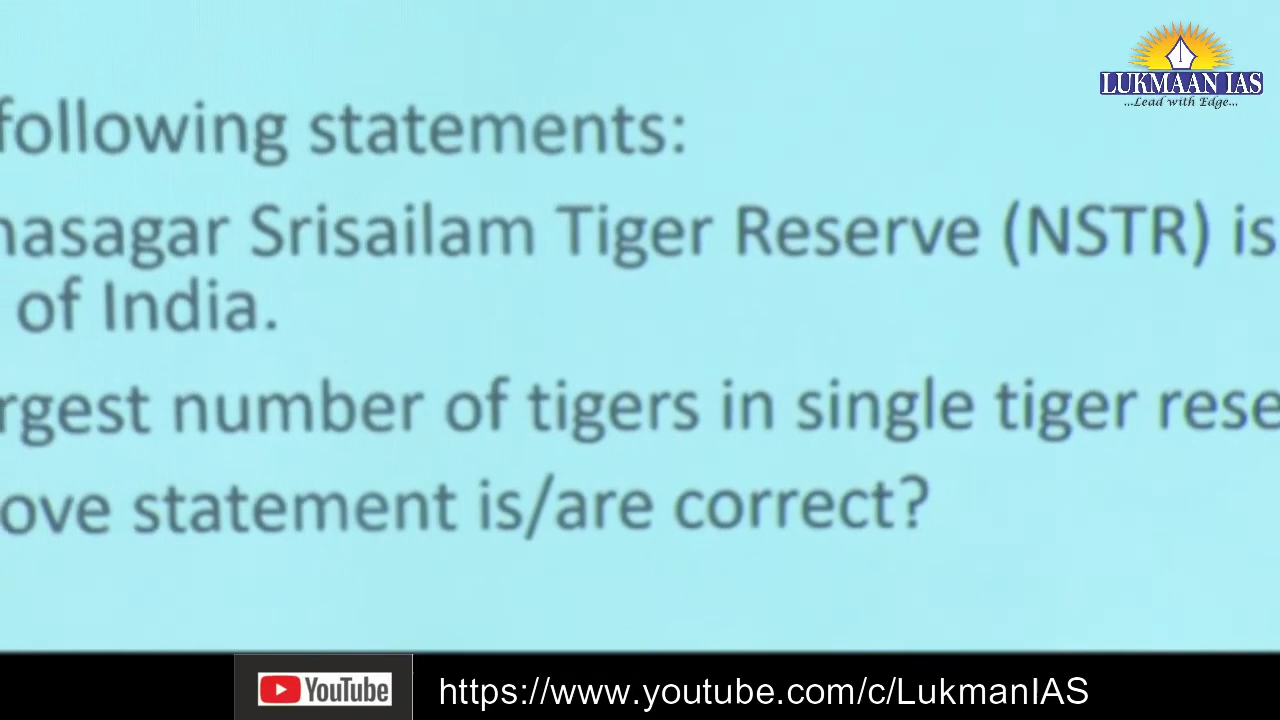 LUKMAAN IAS
...Lead with Edge...
following statements:
nasagar Srisailam Tiger Reserve (NSTR) is
of India.
rgest number of tigers in single tiger rese
ove statement is/are correct?
YouTube
https://www.youtube.com/c/LukmanIAS